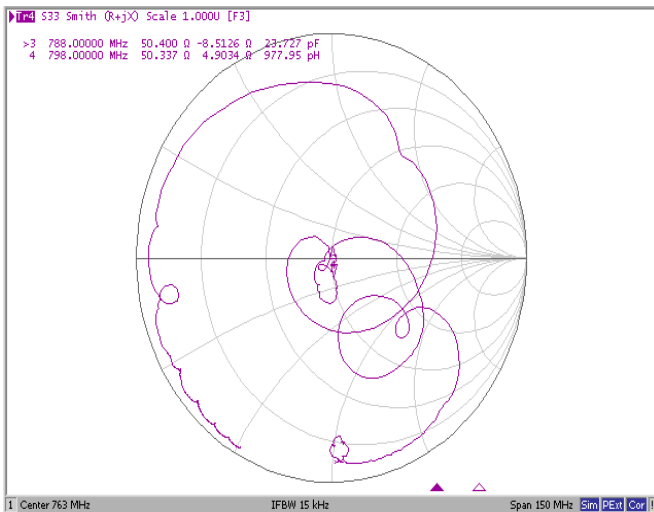 Tr4 S33 Smith (R+jX) Scale 1.000U [F3]
>3 788.00000 MHz 50.400 Ω -8.5126 Ω 23.727 pF
4 798.00000 MHz 50.337 Ω 4.9034 Ω 977.95 pH
1 Center 763 MHz IFBW 15 kHz Span 150 MHz Sim PExt Cor !